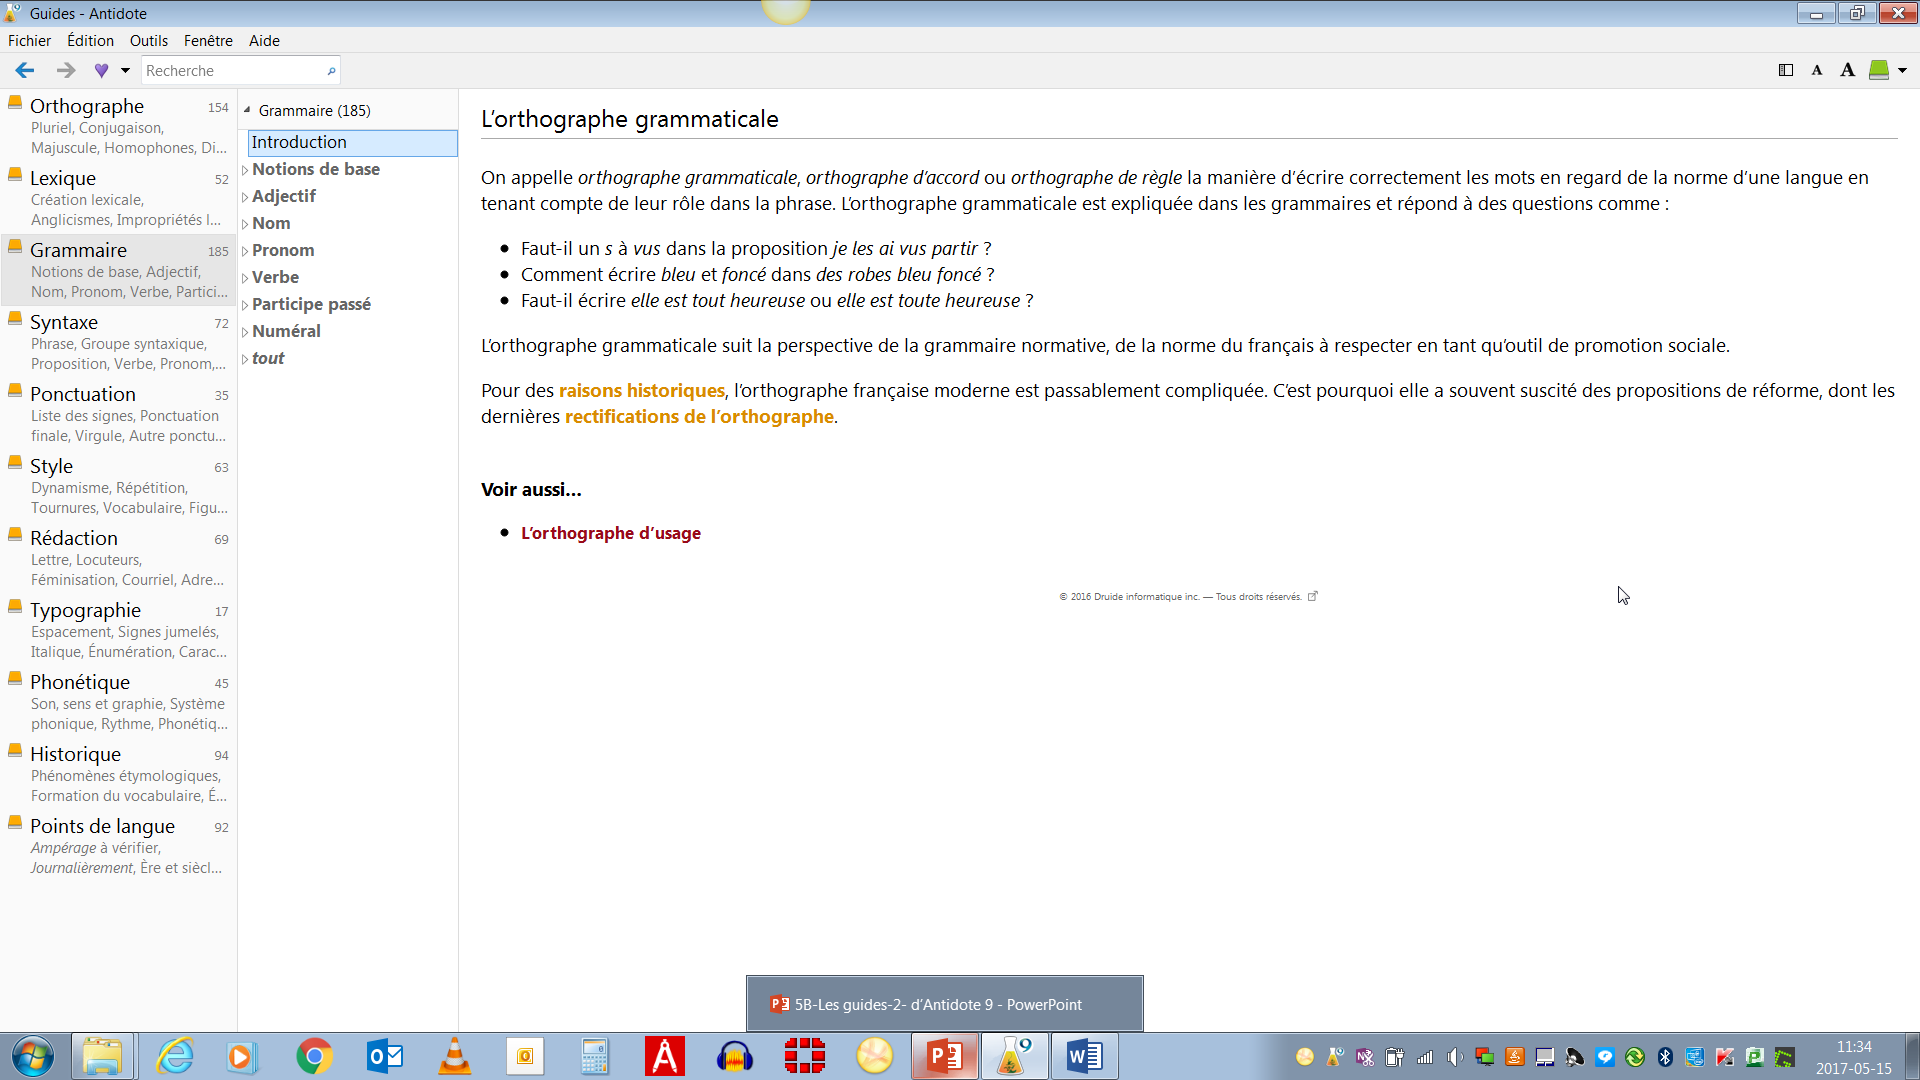 Guides - Antidote
Fichier Édition Outils Fenêtre Aide
Recherche
A A
Orthographe 154
Pluriel, Conjugaison,
Majuscule, Homophones, Di...
Lexique 52
Création lexicale,
Anglicismes, Impropriétés l...
Grammaire 185
Notions de base, Adjectif,
Nom, Pronom, Verbe, Partici...
Syntaxe 72
Phrase, Groupe syntaxique,
Proposition, Verbe, Pronom,...
Ponctuation 35
Liste des signes, Ponctuation
finale, Virgule, Autre ponctu...
Style 63
Dynamisme, Répétition,
Tournures, Vocabulaire, Figu...
Rédaction 69
Lettre, Locuteurs,
Féminisation, Courriel, Adre...
Typographie 17
Espacement, Signes jumelés,
Italique, Énumération, Carac...
Phonétique 45
Son, sens et graphie, Système
phonique, Rythme, Phonétiq...
Historique 94
Phénomènes étymologiques,
Formation du vocabulaire, É...
Points de langue 92
Ampérage à vérifier,
Journalièrement, Ère et siècl...
Grammaire (185)
Introduction
Notions de base
Adjectif
Nom
Pronom
Verbe
Participe passé
Numéral
tout
L’orthographe grammaticale
On appelle orthographe grammaticale, orthographe d’accord ou orthographe de règle la manière d’écrire correctement les mots en regard de la norme d’une langue en
tenant compte de leur rôle dans la phrase. L’orthographe grammaticale est expliquée dans les grammaires et répond à des questions comme :
• Faut-il un s à vus dans la proposition je les ai vus partir ?
• Comment écrire bleu et foncé dans des robes bleu foncé ?
• Faut-il écrire elle est tout heureuse ou elle est toute heureuse ?
L’orthographe grammaticale suit la perspective de la grammaire normative, de la norme du français à respecter en tant qu’outil de promotion sociale.
Pour des raisons historiques, l’orthographe française moderne est passablement compliquée. C’est pourquoi elle a souvent suscité des propositions de réforme, dont les
dernières rectifications de l’orthographe.
Voir aussi...
• L’orthographe d’usage
© 2016 Druide informatique inc. — Tous droits réservés.
5B-Les guides-2- d’Antidote 9 - PowerPoint
11:34
2017-05-15